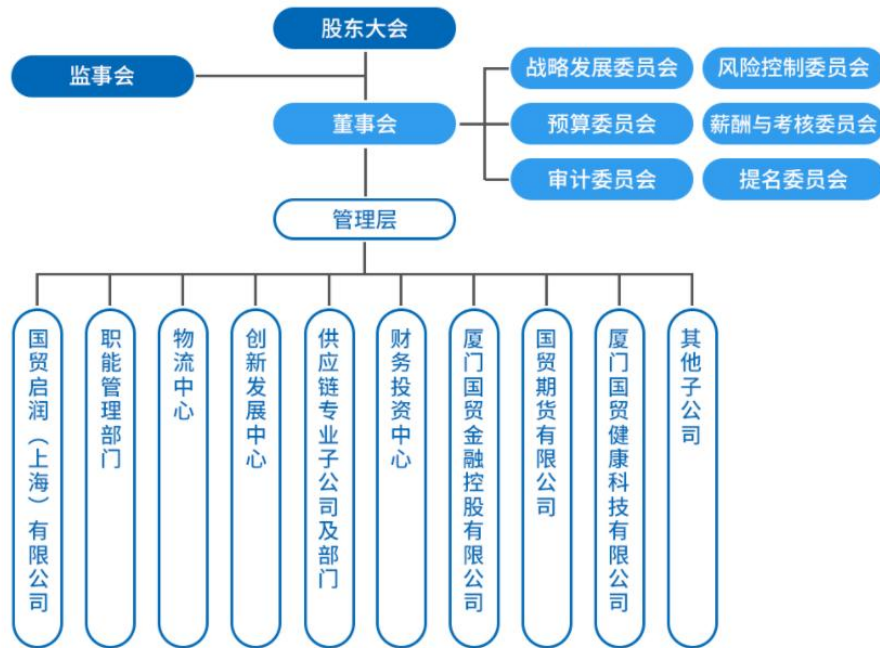 股东大会
监事会
战略发展委员会
风险控制委员会
董事会
预算委员会
薪酬与考核委员会
审计委员会
提名委员会
管理层
国贸启润（上海）有限公司
职能管理部门
物流中心
创新发展中心
供应链专业子公司及部门
财务投资中心
厦门国贸金融控股有限公司
国贸期货有限公司
厦门国贸健康科技有限公司
其他子公司